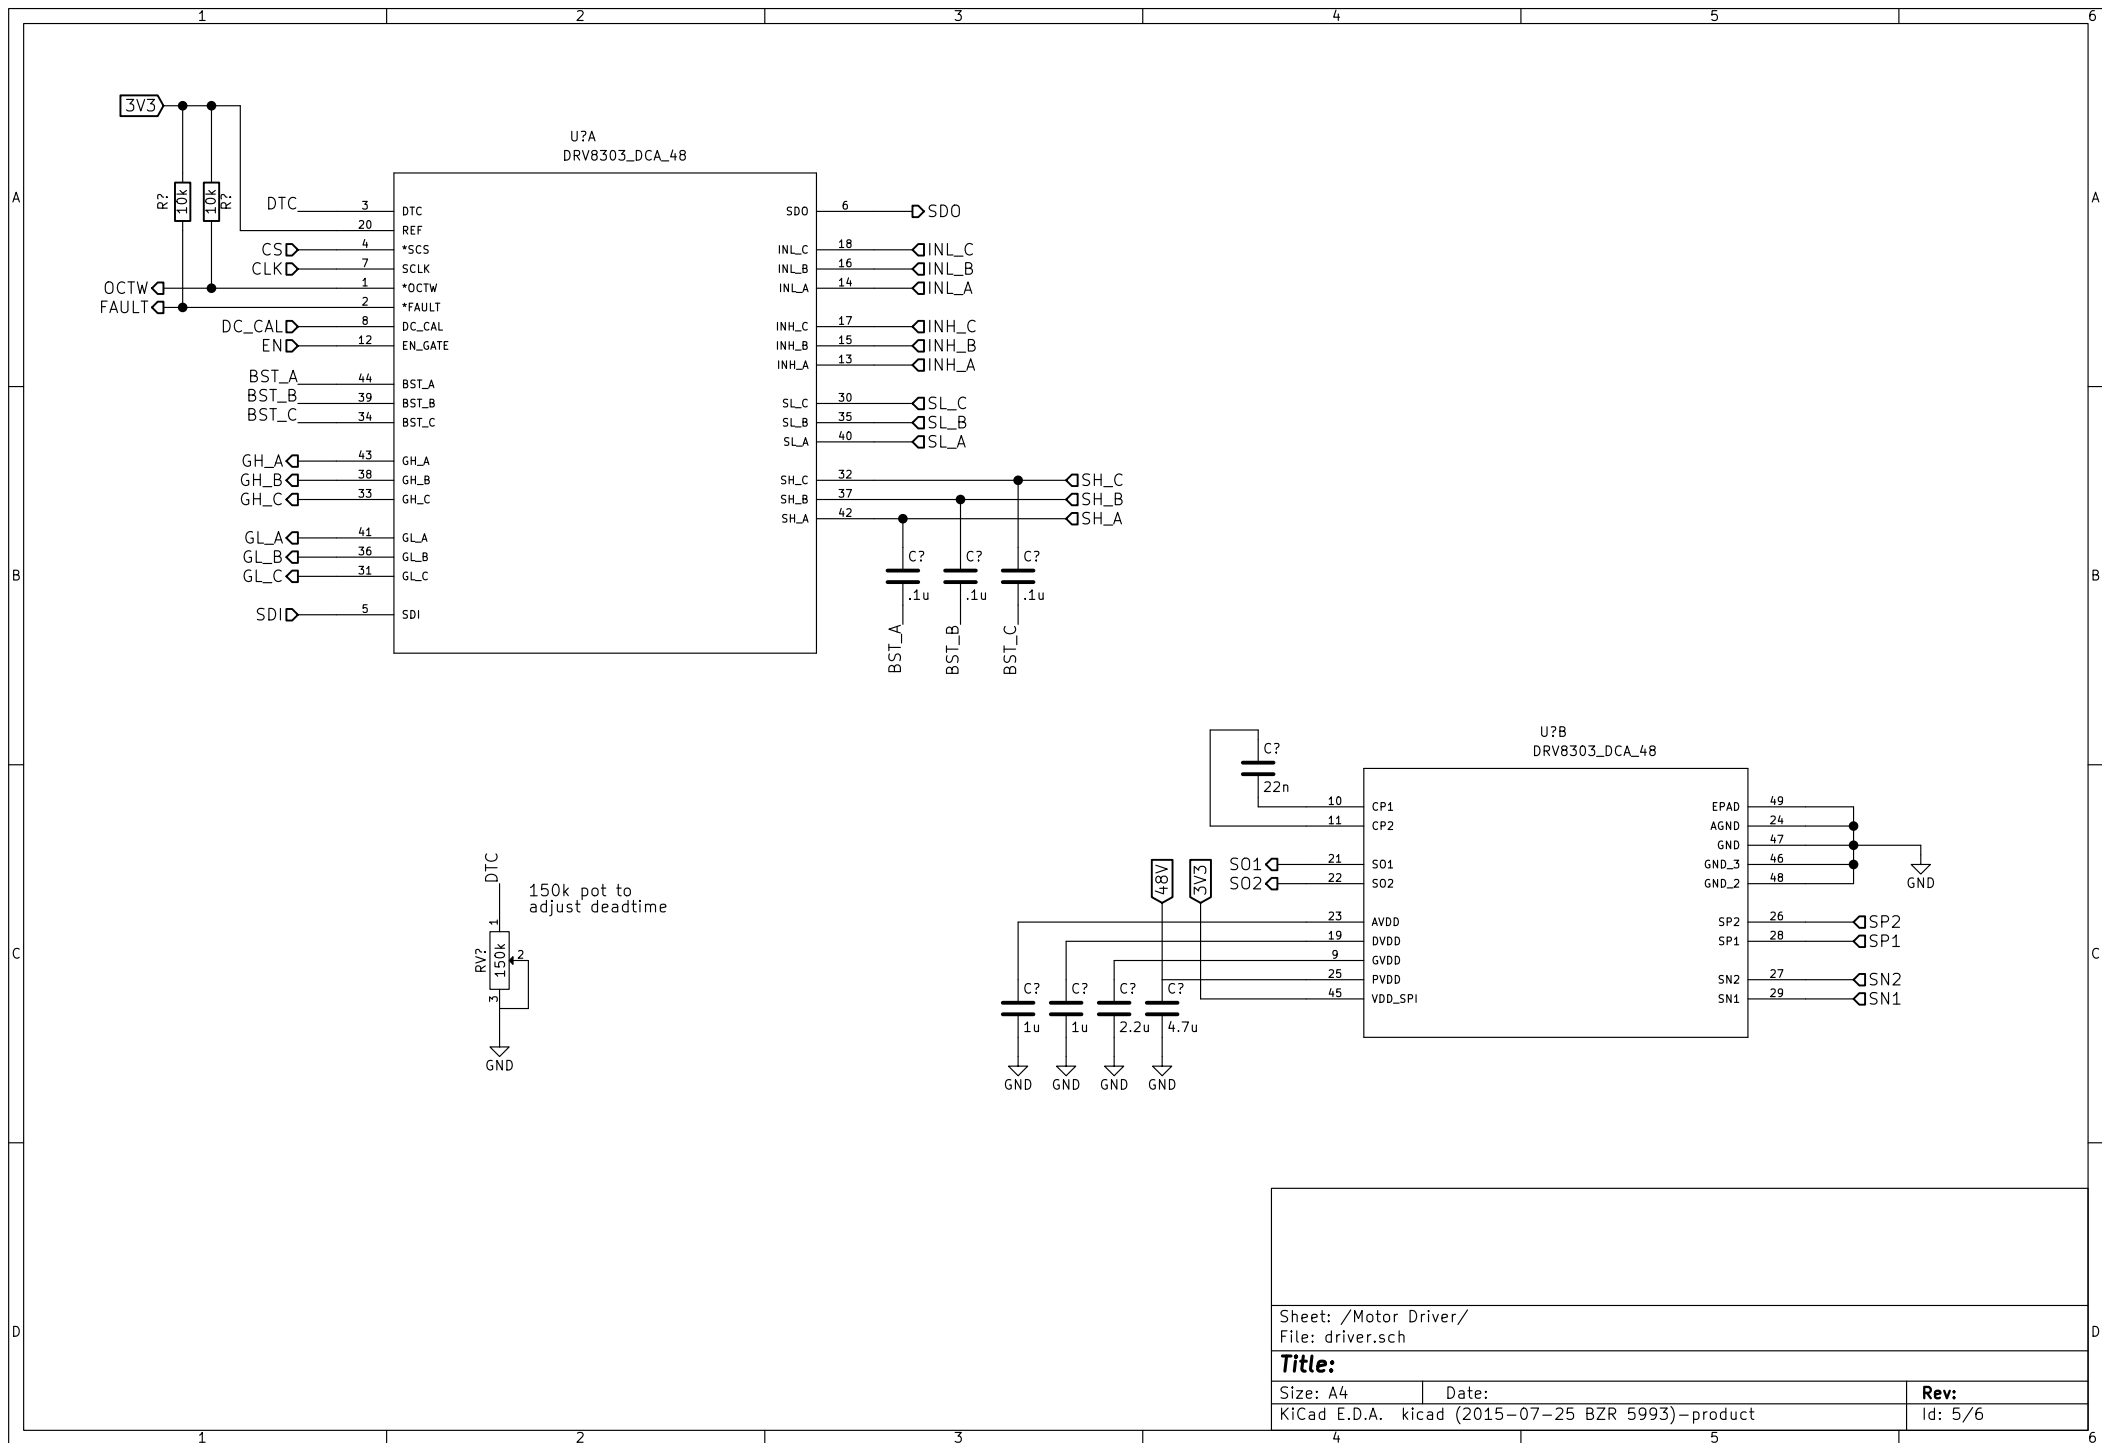 1 2 3 4 5 6
3V3
U?A
DRV8303_DCA_48
A A
R? 10k 10k R?
DTC 3 DTC SDO 6 SDO
20 REF
CS 4 *SCS INL_C 18 INL_C
CLK 7 SCLK INL_B 16 INL_B
OCTW 1 *OCTW INL_A 14 INL_A
FAULT 2 *FAULT
DC_CAL 8 DC_CAL INH_C 17 INH_C
EN 12 EN_GATE INH_B 15 INH_B
INH_A 13 INH_A
BST_A 44 BST_A
BST_B 39 BST_B SL_C 30 SL_C
BST_C 34 BST_C SL_B 35 SL_B
SL_A 40 SL_A
GH_A 43 GH_A
GH_B 38 GH_B SH_C 32 SH_C
GH_C 33 GH_C SH_B 37 SH_B
SH_A 42 SH_A
GL_A 41 GL_A
GL_B 36 GL_B C? C? C?
GL_C 31 GL_C
B B
.1u .1u .1u
SDI 5 SDI
BST_A BST_B BST_C
U?B
DRV8303_DCA_48
C?
22n
10 CP1 EPAD 49
11 CP2 AGND 24
GND 47
SO1 21 SO1 GND_3 46
SO2 22 SO2 GND_2 48
GND
48V 3V3
23 AVDD SP2 26 SP2
19 DVDD SP1 28 SP1
9 GVDD
25 PVDD SN2 27 SN2
45 VDD_SPI SN1 29 SN1
C? C? C? C?
1u 1u 2.2u 4.7u
GND GND GND GND
DTC
150k pot to
adjust deadtime
1
RV? 150k 2
3
GND
C C
D D
Sheet: /Motor Driver/
File: driver.sch
Title:
Size: A4 Date: Rev:
KiCad E.D.A. kicad (2015-07-25 BZR 5993)-product Id: 5/6
1 2 3 4 5 6